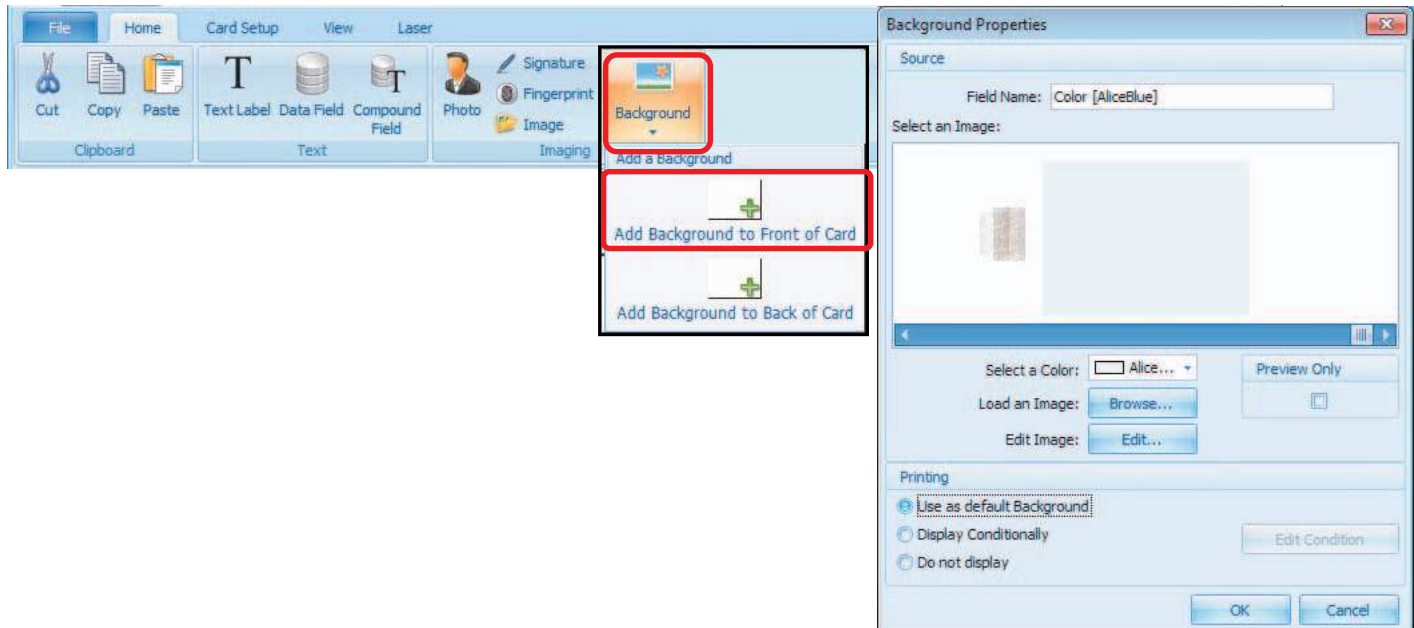 File Home Card Setup View Laser
Cut Copy Paste Text Label Data Field Compound Field Photo Signature
Fingerprint
Image
Clipboard Text Imaging
Background
Add a Background
Add Background to Front of Card
Add Background to Back of Card
Background Properties
Source
Field Name: Color [AliceBlue]
Select an Image:
Select a Color: Alice...
Preview Only
Load an Image: Browse...
Edit Image: Edit...
Printing
Use as default Background
Display Conditionally
Edit Condition
Do not display
OK Cancel